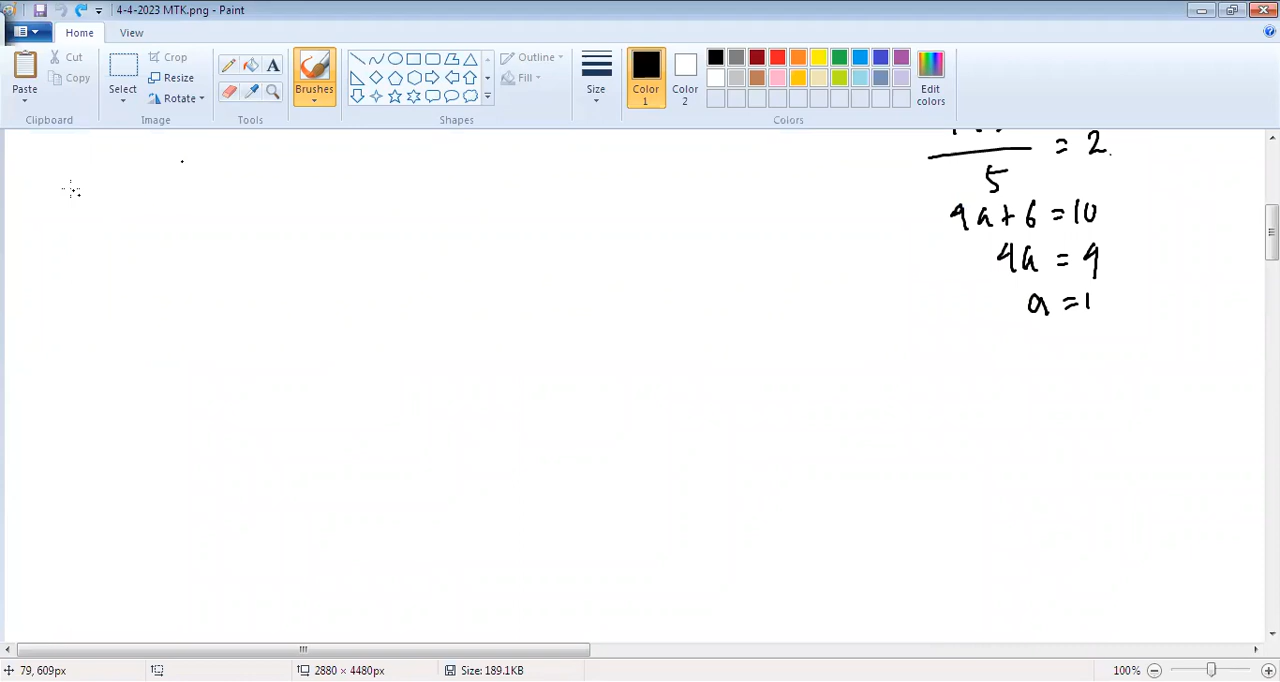 4-4-2023 MTK.png - Paint
Home
View
Paste
Cut
Copy
Clipboard
Select
Crop
Resize
Rotate
Image
Tools
Brushes
Shapes
Outline
Fill
Size
Color 1
Color 2
Edit colors
Colors
= 2
5
4a+6 =10
4a = 4
a =1
79, 609px
2880 × 4480px
Size: 189.1KB
100%